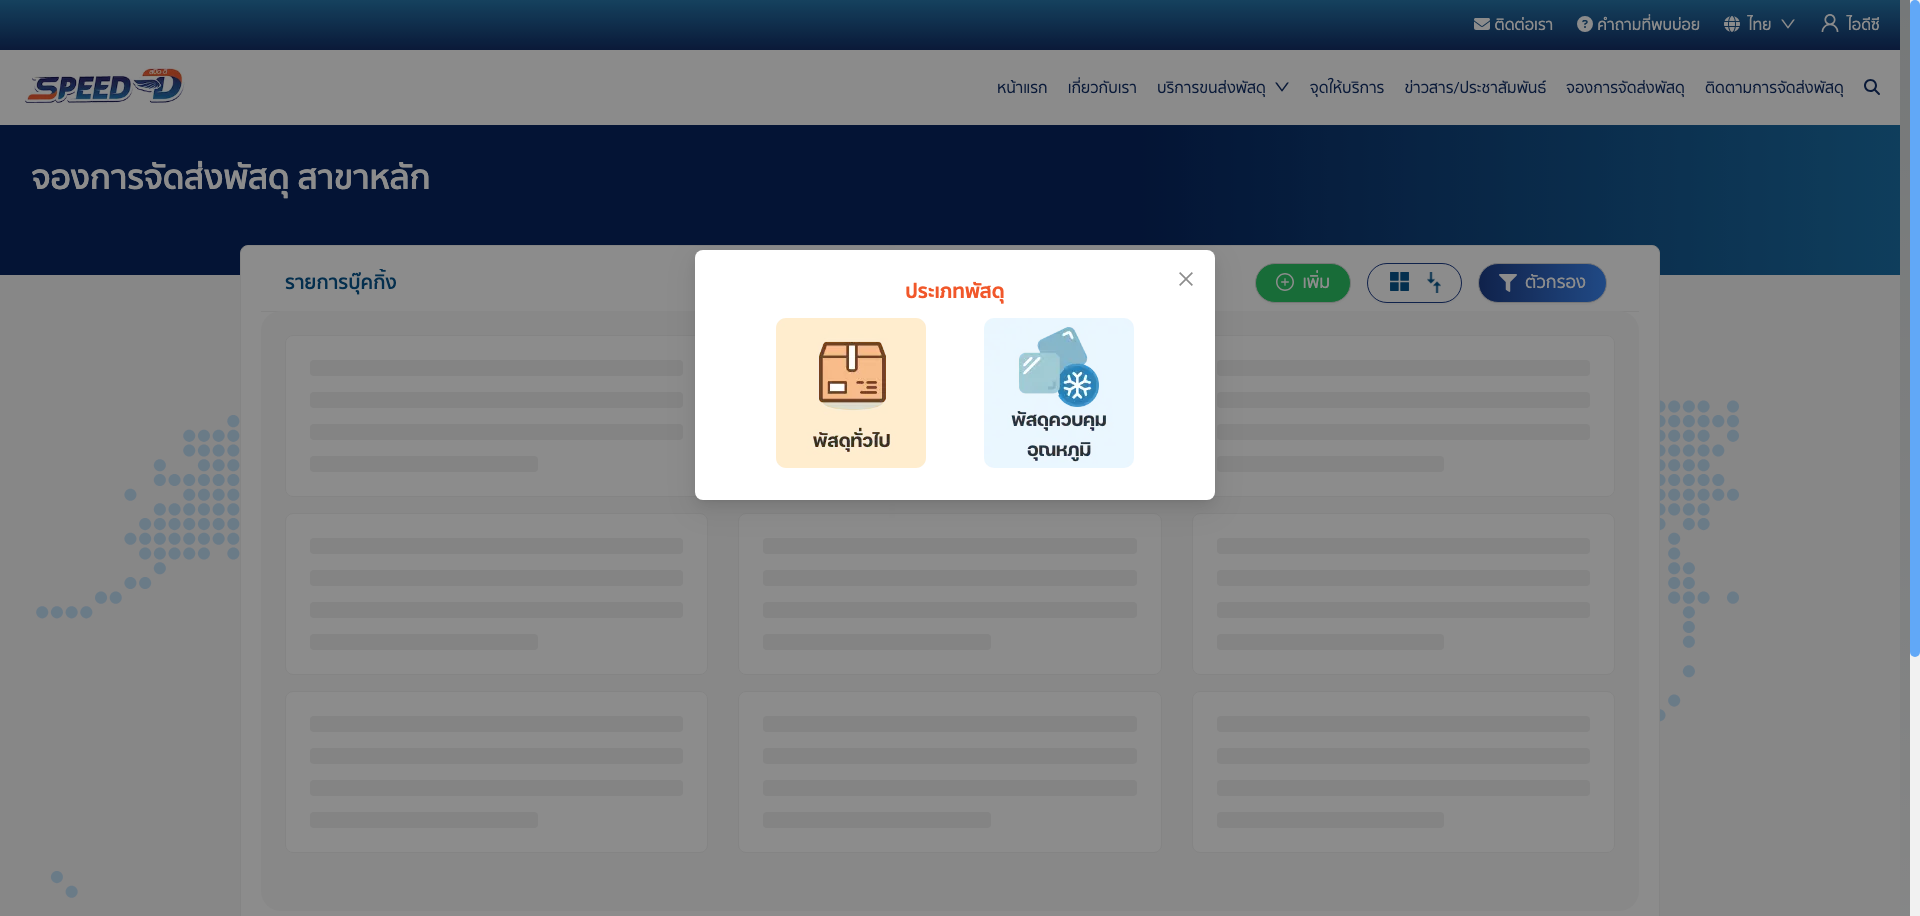 ติดต่อเรา คำถามที่พบบ่อย ไทย ไอดีซี
SPEED-D
หน้าแรก เกี่ยวกับเรา บริการขนส่งพัสดุ จุดให้บริการ ข่าวสาร/ประชาสัมพันธ์ จองการจัดส่งพัสดุ ติดตามการจัดส่งพัสดุ
จองการจัดส่งพัสดุ สาขาหลัก
รายการบุ๊คกิ้ง เพิ่ม ตัวกรอง
ประเภทพัสดุ
พัสดุทั่วไป
พัสดุควบคุม
อุณหภูมิ